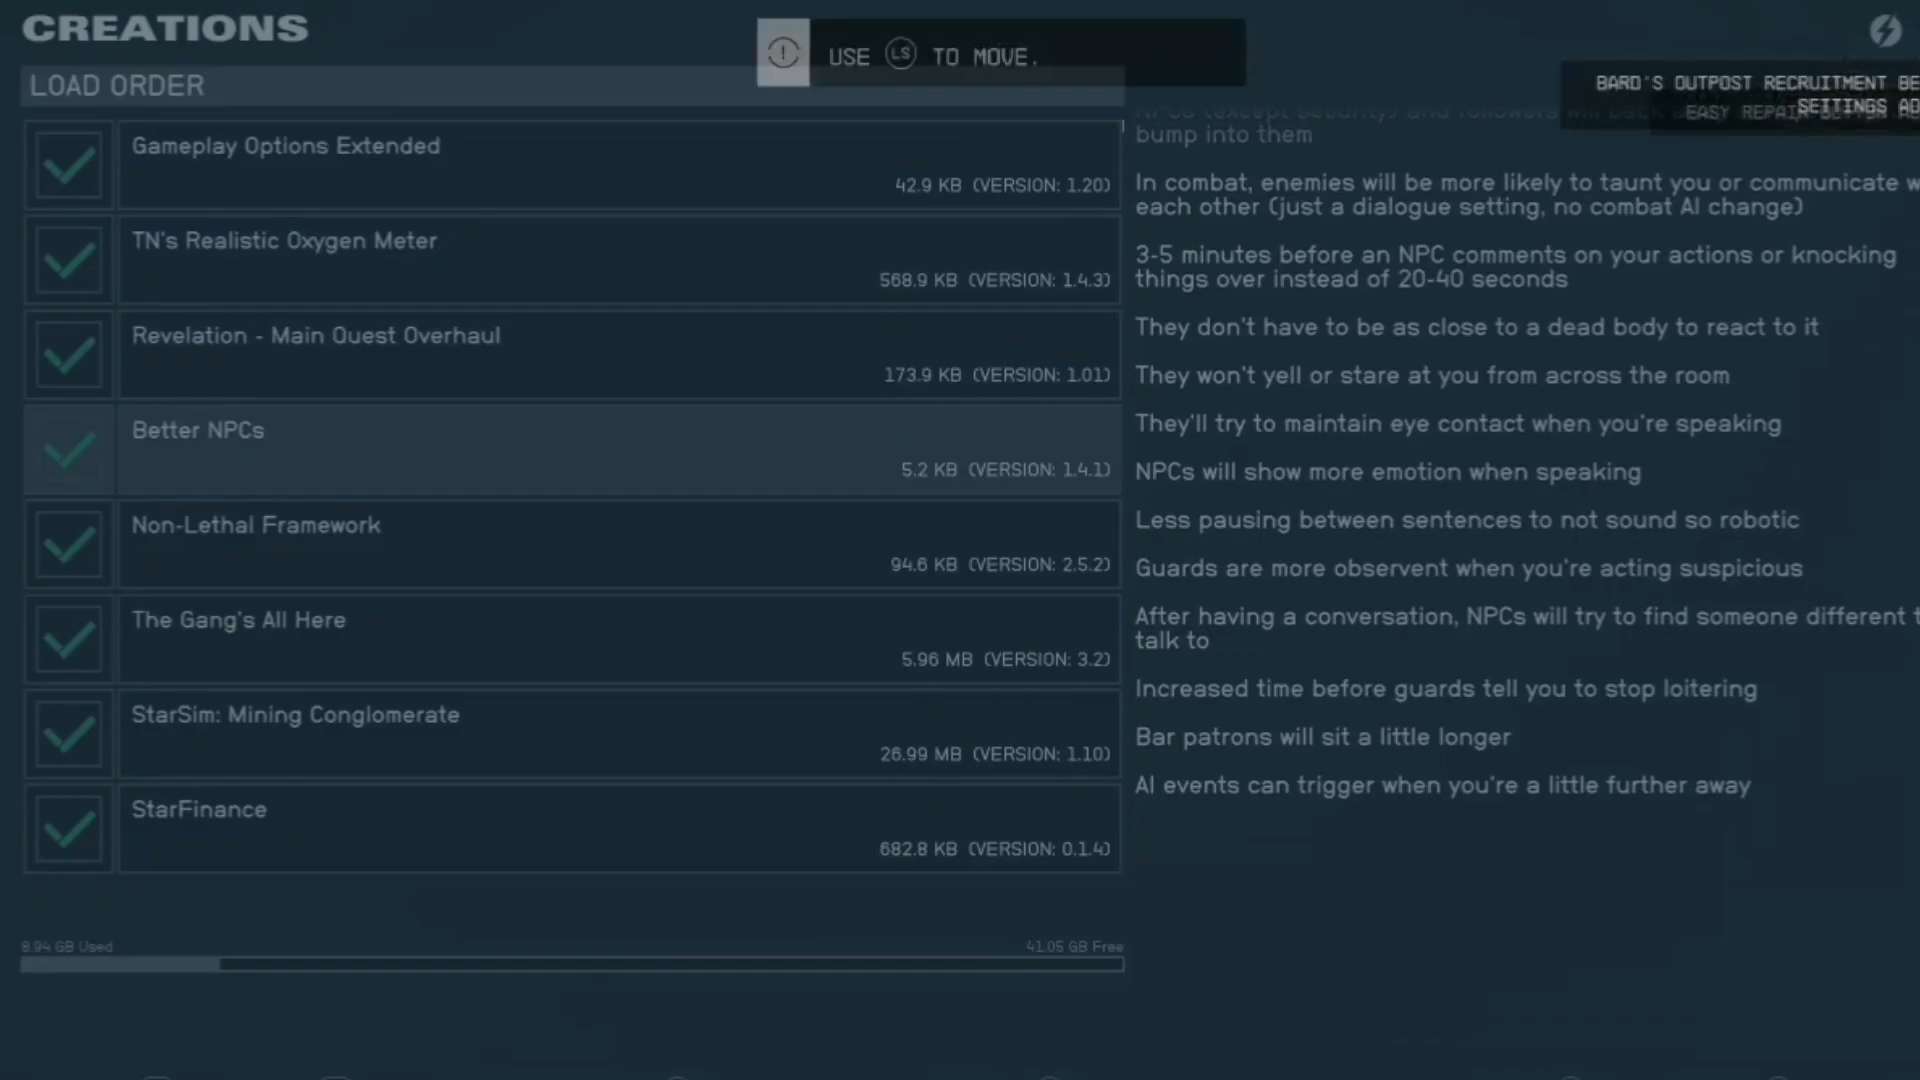 CREATIONS
USE LS TO MOVE.
LOAD ORDER
BARD'S OUTPOST RECRUITMENT BE
SETTINGS AD
EASY REPAIR
Gameplay Options Extended
42.9 KB (VERSION: 1.20)
TN's Realistic Oxygen Meter
568.9 KB (VERSION: 1.4.3)
Revelation - Main Quest Overhaul
173.9 KB (VERSION: 1.01)
Better NPCs
5.2 KB (VERSION: 1.4.1)
Non-Lethal Framework
94.6 KB (VERSION: 2.5.2)
The Gang's All Here
5.96 MB (VERSION: 3.2)
StarSim: Mining Conglomerate
26.99 MB (VERSION: 1.10)
StarFinance
682.8 KB (VERSION: 0.1.4)
8.94 GB Used
41.05 GB Free
NPCs (except security) and followers will back
bump into them
In combat, enemies will be more likely to taunt you or communicate w
each other (just a dialogue setting, no combat AI change)
3-5 minutes before an NPC comments on your actions or knocking
things over instead of 20-40 seconds
They don't have to be as close to a dead body to react to it
They won't yell or stare at you from across the room
They'll try to maintain eye contact when you're speaking
NPCs will show more emotion when speaking
Less pausing between sentences to not sound so robotic
Guards are more observent when you're acting suspicious
After having a conversation, NPCs will try to find someone different t
talk to
Increased time before guards tell you to stop loitering
Bar patrons will sit a little longer
AI events can trigger when you're a little further away